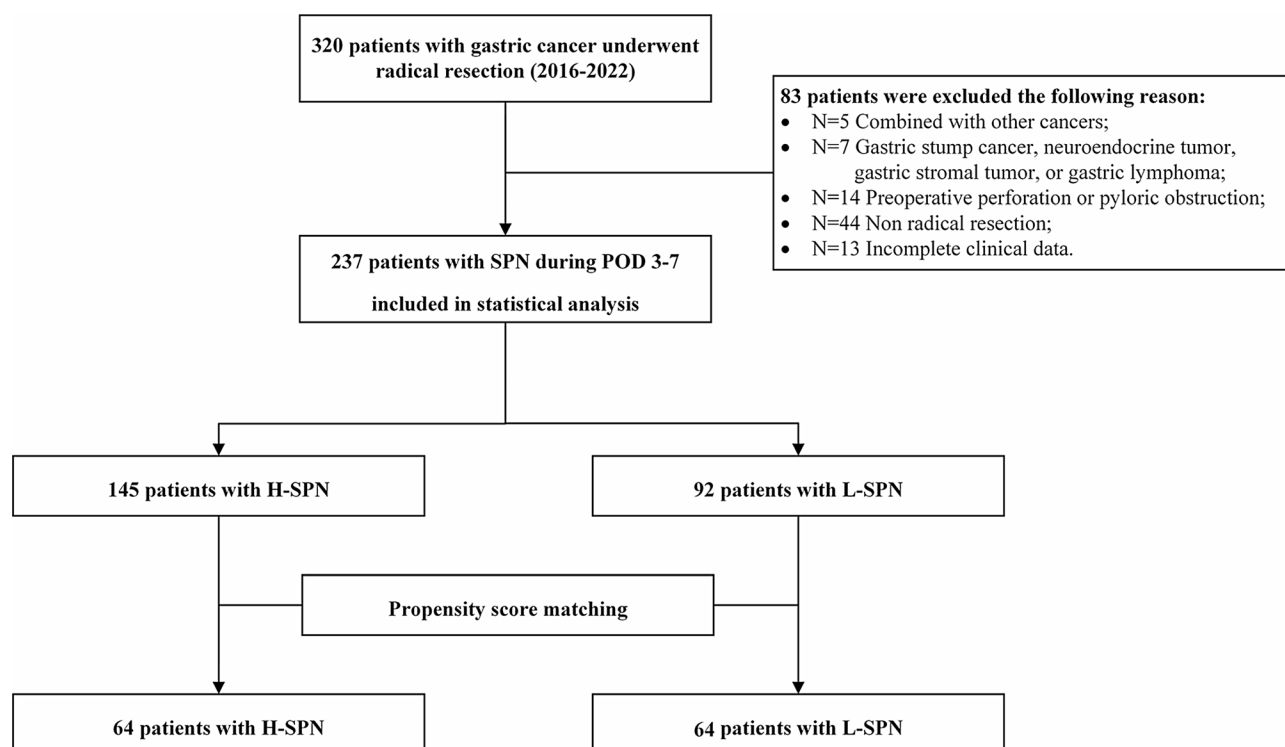 320 patients with gastric cancer underwent
radical resection (2016-2022)
83 patients were excluded the following reason:
• N=5 Combined with other cancers;
• N=7 Gastric stump cancer, neuroendocrine tumor,
gastric stromal tumor, or gastric lymphoma;
• N=14 Preoperative perforation or pyloric obstruction;
• N=44 Non radical resection;
• N=13 Incomplete clinical data.
237 patients with SPN during POD 3-7
included in statistical analysis
145 patients with H-SPN
92 patients with L-SPN
Propensity score matching
64 patients with H-SPN
64 patients with L-SPN